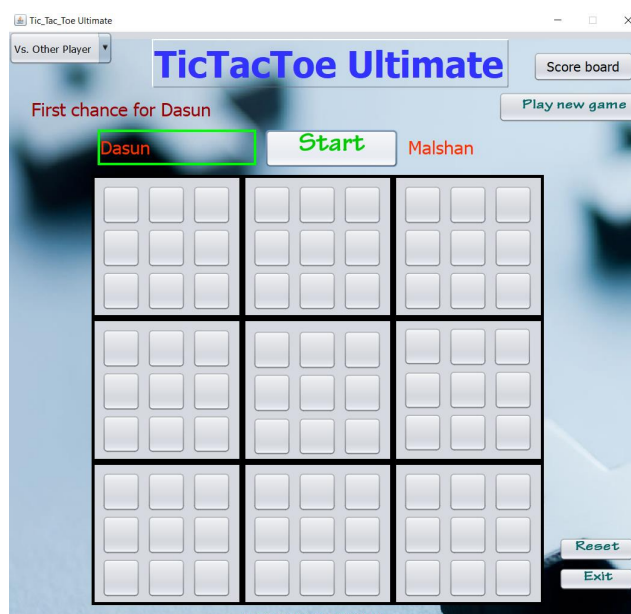 Tic_Tac_Toe Ultimate
Vs. Other Player
TicTacToe Ultimate
Score board
First chance for Dasun
Play new game
Dasun
Start
Malshan
Reset
Exit